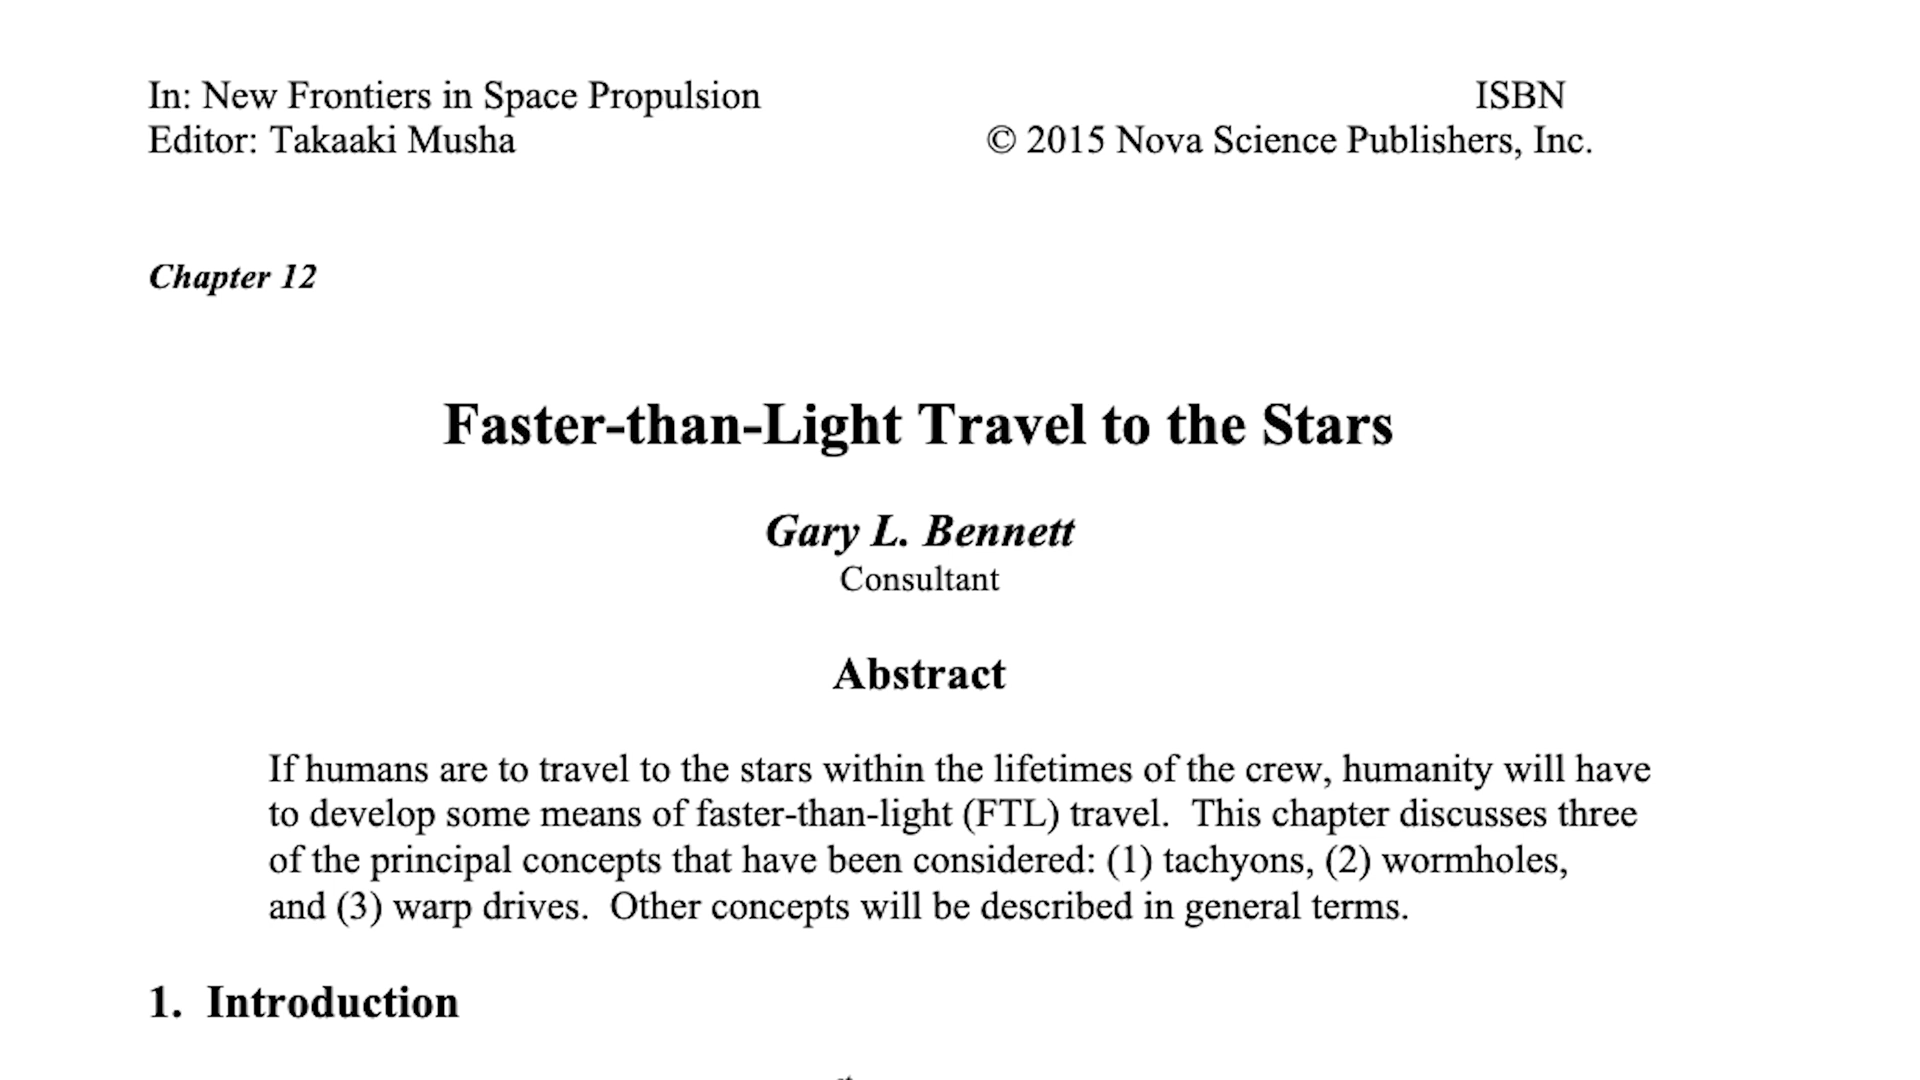 In: New Frontiers in Space Propulsion ISBN
Editor: Takaaki Musha © 2015 Nova Science Publishers, Inc.
Chapter 12
Faster-than-Light Travel to the Stars
Gary L. Bennett
Consultant
Abstract
If humans are to travel to the stars within the lifetimes of the crew, humanity will have
to develop some means of faster-than-light (FTL) travel. This chapter discusses three
of the principal concepts that have been considered: (1) tachyons, (2) wormholes,
and (3) warp drives. Other concepts will be described in general terms.
1. Introduction